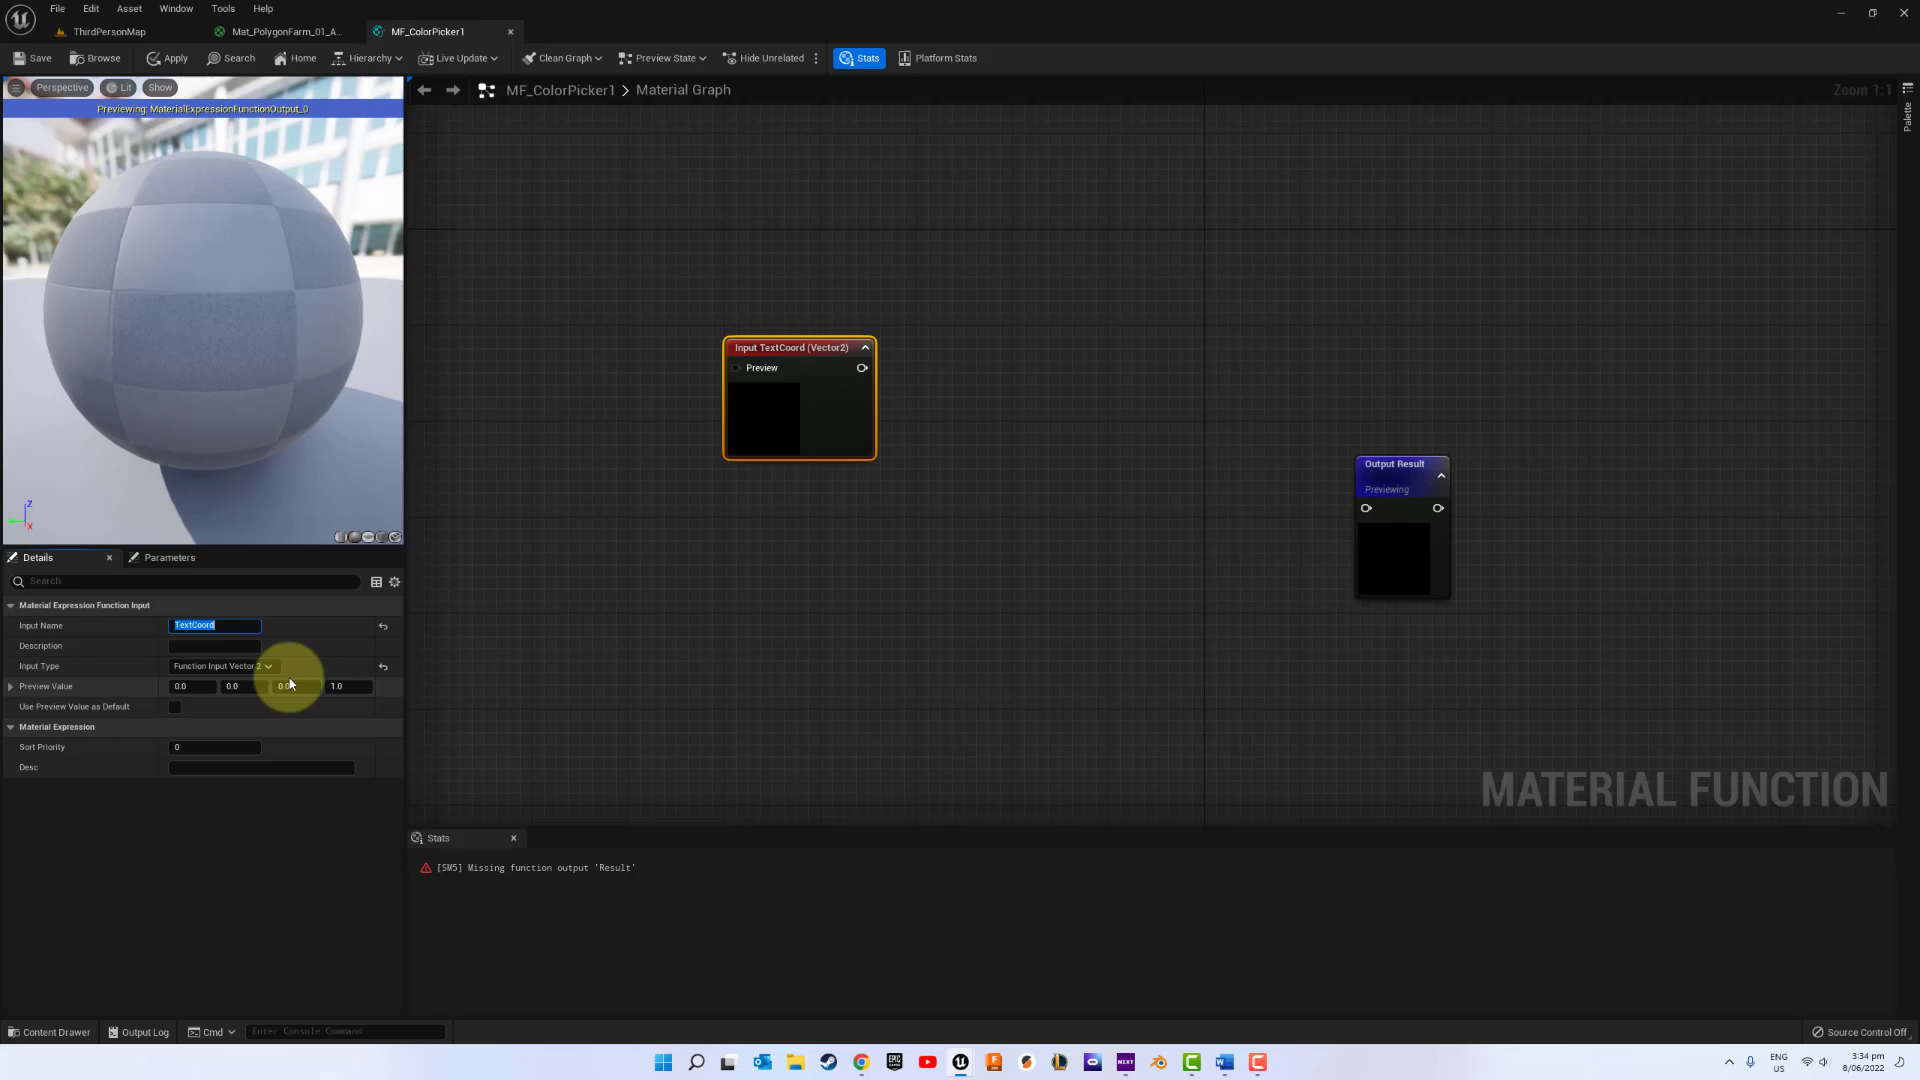 File Edit Asset Window Tools Help
ThirdPersonMap Mat_PolygonFarm_01_A... MF_ColorPicker1
Save Browse Apply Search Home Hierarchy Live Update Clean Graph Preview State Hide Unrelated Stats Platform Stats
Perspective Lit Show
MF_ColorPicker1 Material Graph Zoom 1:1
Palette
Previewing: MaterialExpressionFunctionOutput_0
Input TextCoord (Vector2)
Preview
Output Result
Previewing
Z
X
Details Parameters
Search
Material Expression Function Input
Input Name TextCoord
Description
Input Type Function Input Vector 2
Preview Value 0.0 0.0 0.0 1.0
Use Preview Value as Default
Material Expression
Sort Priority 0
Desc
MATERIAL FUNCTION
Stats
[SM5] Missing function output 'Result'
Content Drawer Output Log Cmd Enter Console Command Source Control Off
ENG
US
3:34 pm
8/06/2022